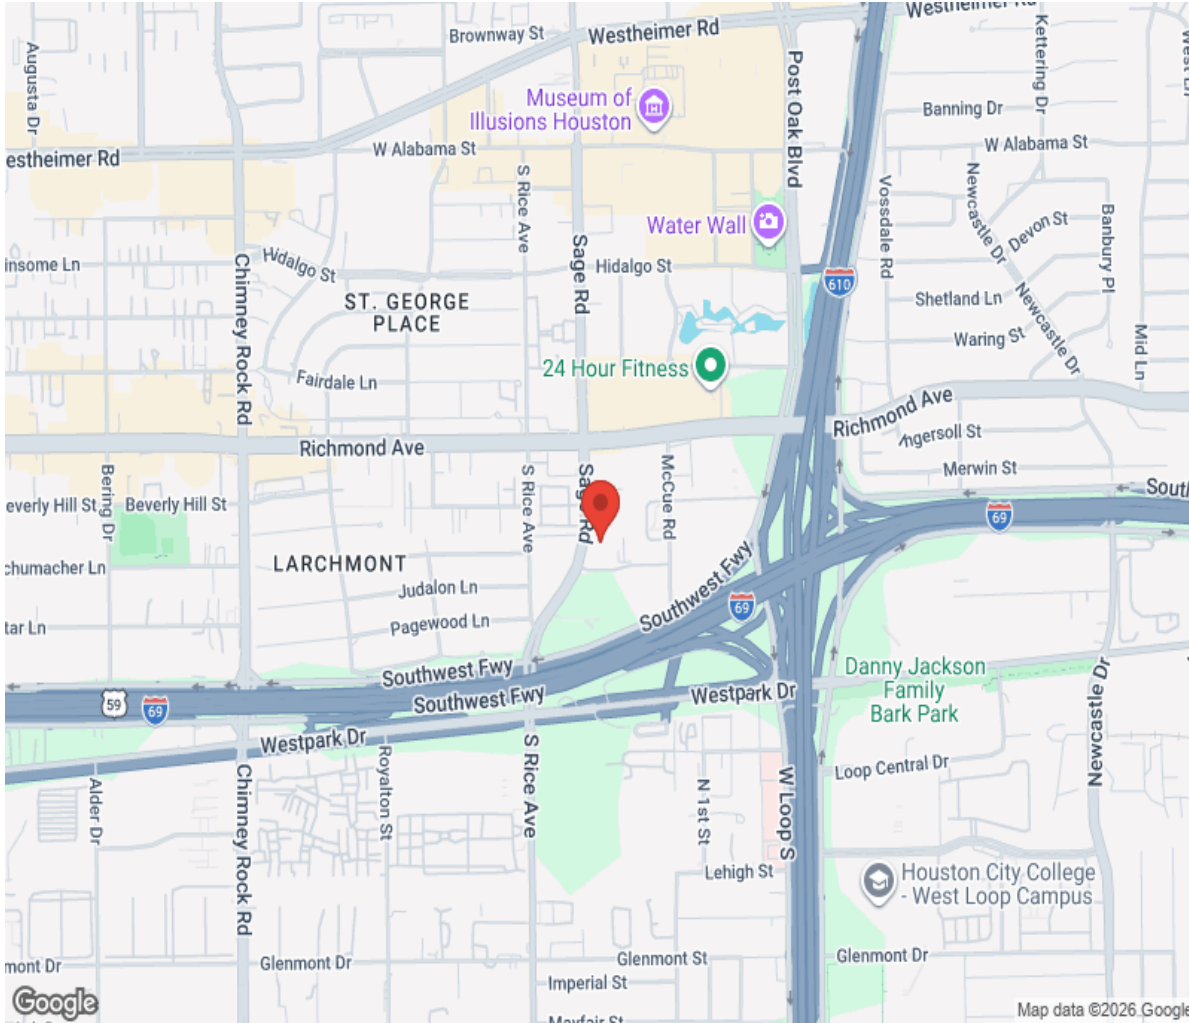 Westheimer Rd
Brownway St
Westheimer Rd
Augusta Dr
Kettering Dr
Post Oak Blvd
Museum of
Illusions Houston
Banning Dr
W Alabama St
W Alabama St
estheimer Rd
S Rice Ave
Vossdale Rd
Newcastle Dr
Devon St
Banbury Pl
Water Wall
Sage Rd
Hidalgo St
Hidalgo St
insome Ln
610
Chimney Rock Rd
ST. GEORGE
PLACE
Shetland Ln
Newcastle Dr
Waring St
Mid Ln
24 Hour Fitness
Fairdale Ln
Richmond Ave
Richmond Ave
Ingersoll St
Merwin St
Bering Dr
S Rice Ave
Sage Rd
McCue Rd
everly Hill St
Beverly Hill St
69
LARCHMONT
chumacher Ln
Judalon Ln
Southwest Fwy
69
Pagewood Ln
tar Ln
Southwest Fwy
Southwest Fwy
Westpark Dr
Danny Jackson
Family
Bark Park
59
69
Westpark Dr
Newcastle Dr
Alder Dr
Chimney Rock Rd
Royalton St
S Rice Ave
N 1st St
W Loop S
Loop Central Dr
Lehigh St
Houston City College
- West Loop Campus
mont Dr
Glenmont Dr
Glenmont St
Glenmont Dr
Imperial St
Mayfair St
Google
Map data ©2026 Google